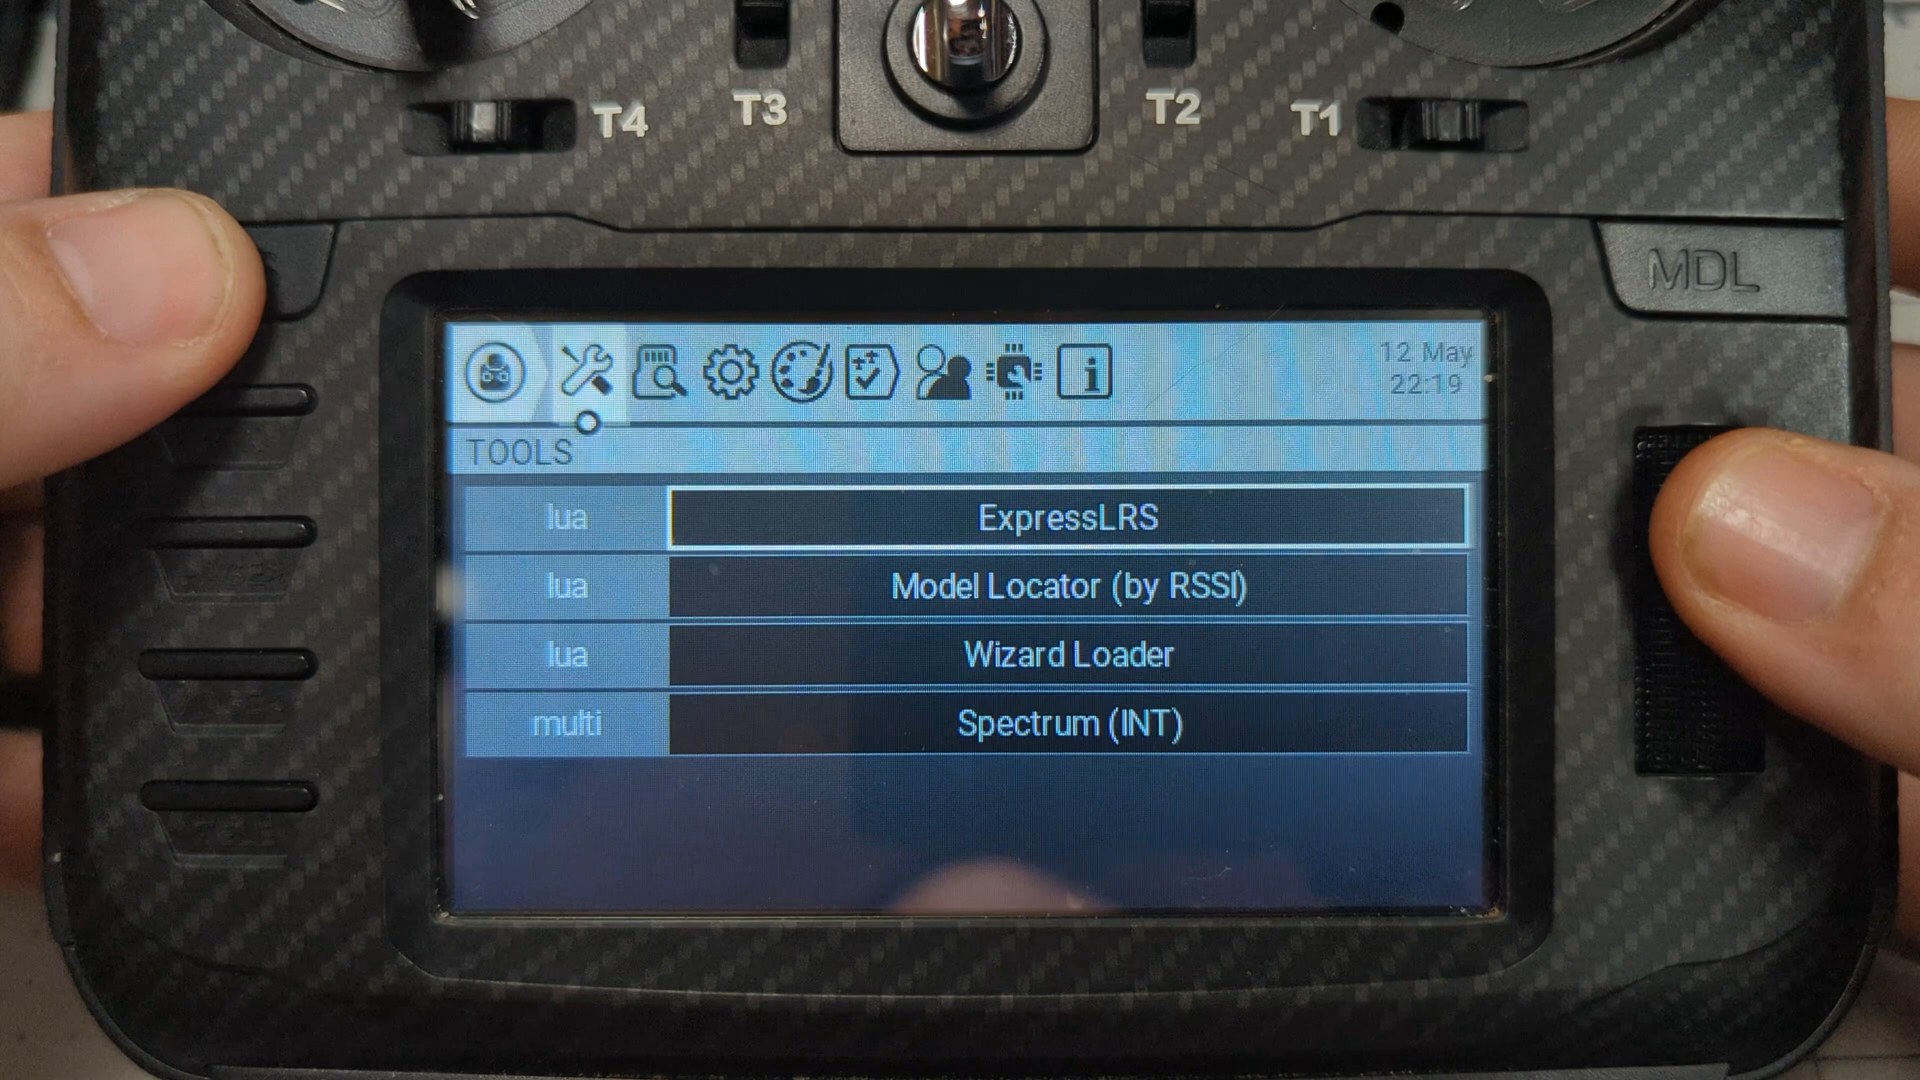 T4
T3
T2
T1
MDL
12 May
22:19
TOOLS
lua
ExpressLRS
lua
Model Locator (by RSSI)
lua
Wizard Loader
multi
Spectrum (INT)